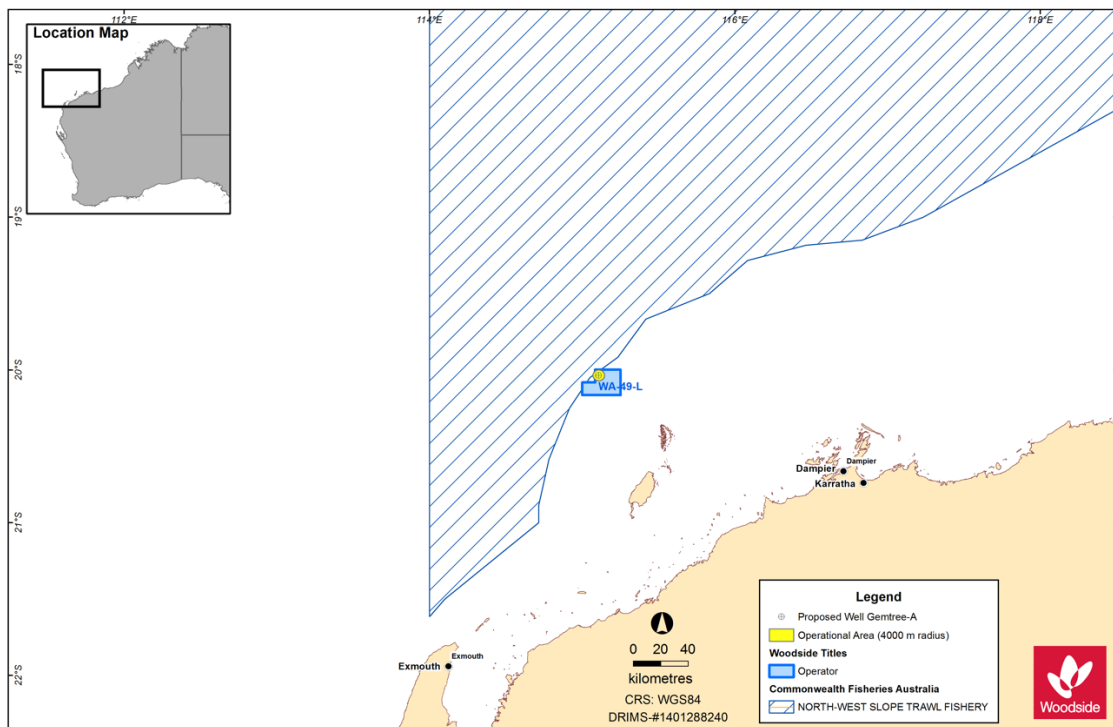 112°E
114°E
116°E
118°E
Location Map
18°S
19°S
20°S
21°S
22°S
WA-49-L
Dampier
Dampier
Karratha
Exmouth
Exmouth
0 20 40
kilometres
CRS: WGS84
DRIMS-#1401288240
Legend
Proposed Well Gemtree-A
Operational Area (4000 m radius)
Woodside Titles
Operator
Commonwealth Fisheries Australia
NORTH-WEST SLOPE TRAWL FISHERY
Woodside